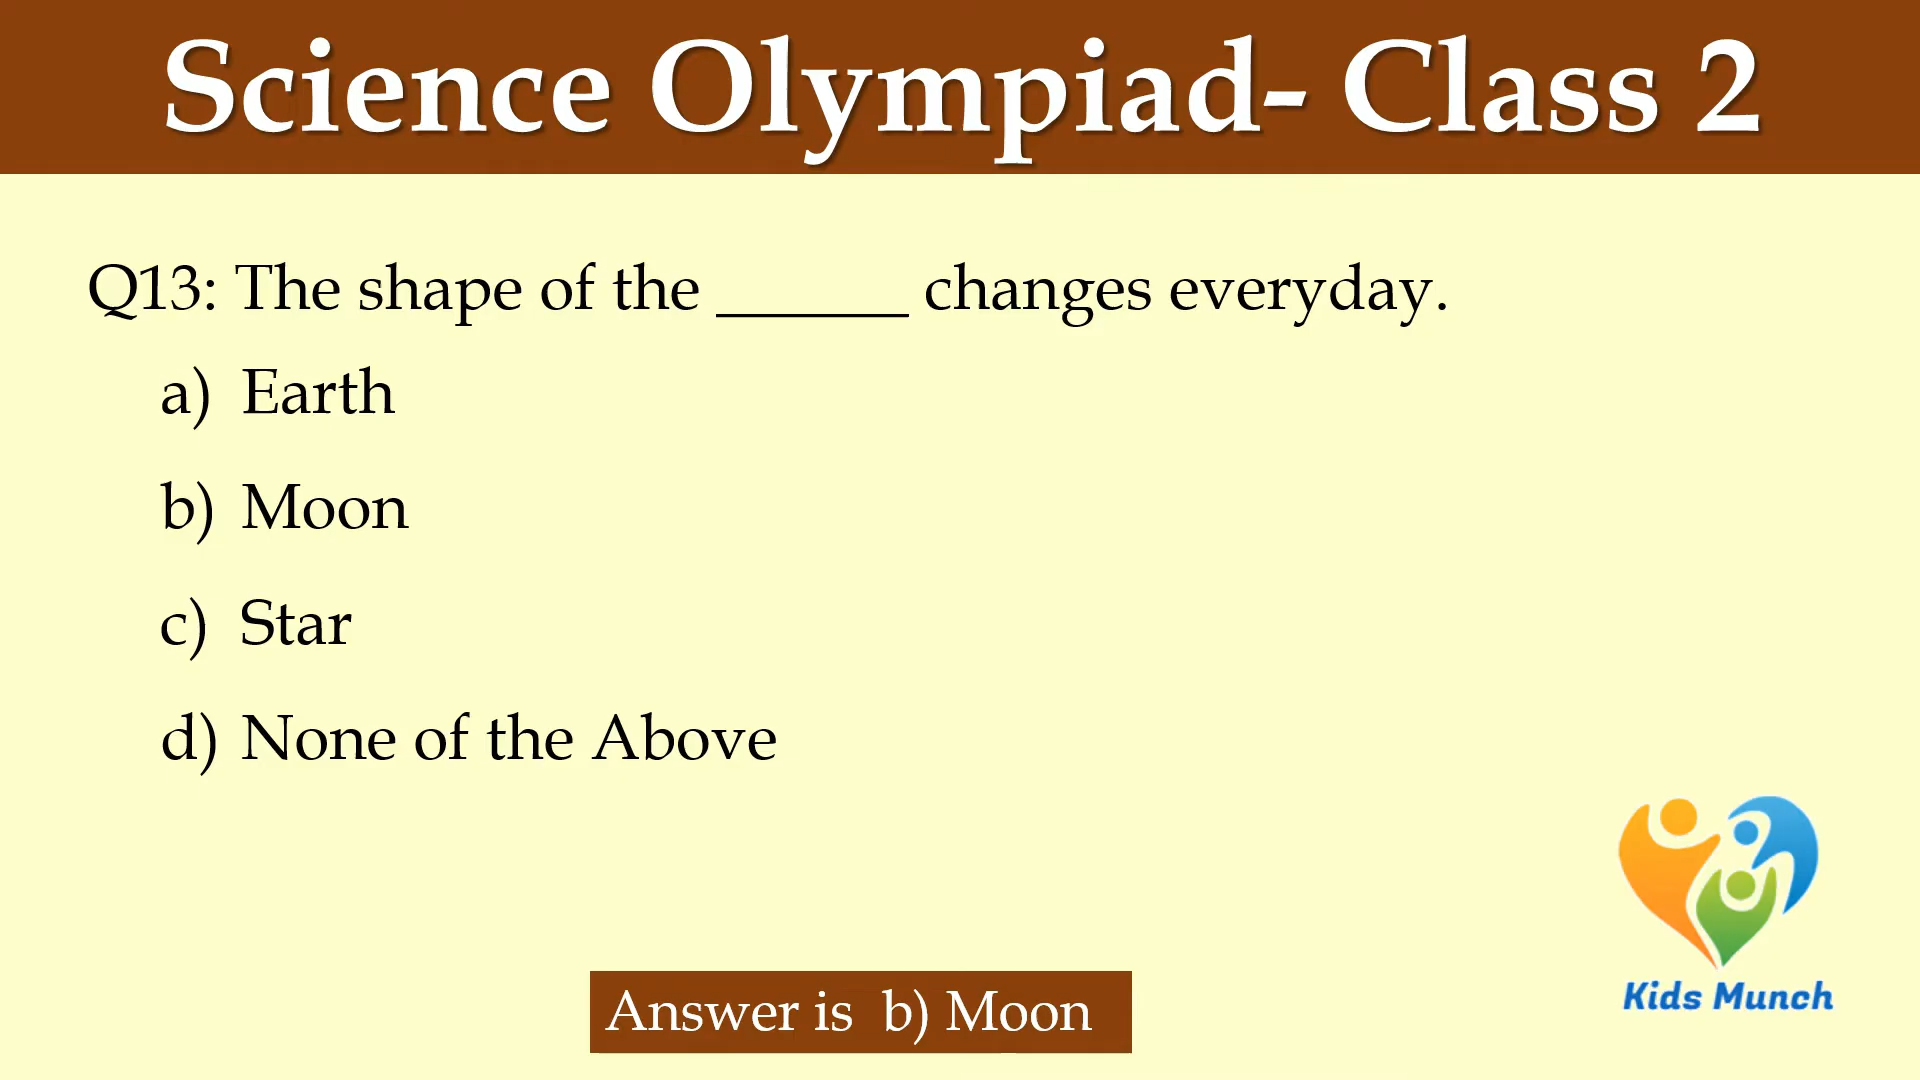 Science Olympiad- Class 2
Q13: The shape of the ______ changes everyday.
a) Earth
b) Moon
c) Star
d) None of the Above
Kids Munch
Answer is b) Moon